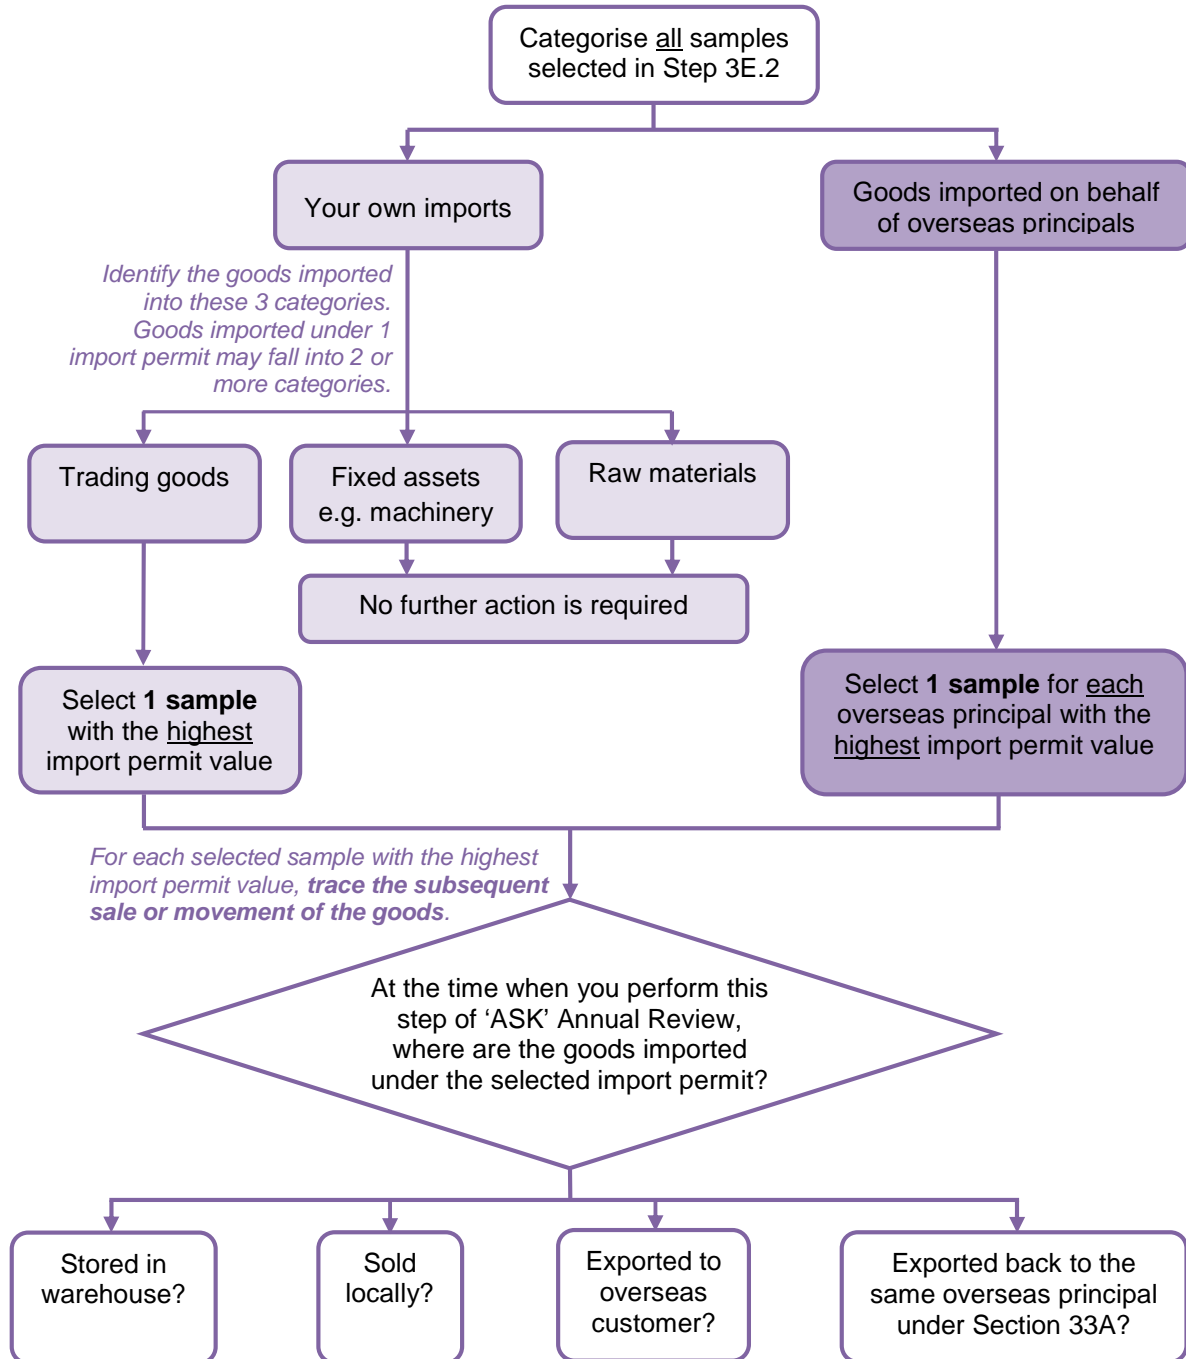 Categorise all samples
selected in Step 3E.2
Your own imports
Goods imported on behalf
of overseas principals
Identify the goods imported
into these 3 categories.
Goods imported under 1
import permit may fall into 2 or
more categories.
Trading goods
Fixed assets
e.g. machinery
Raw materials
No further action is required
Select 1 sample
with the highest
import permit value
Select 1 sample for each
overseas principal with the
highest import permit value
For each selected sample with the highest
import permit value, trace the subsequent
sale or movement of the goods.
At the time when you perform this
step of ‘ASK’ Annual Review,
where are the goods imported
under the selected import permit?
Stored in
warehouse?
Sold
locally?
Exported to
overseas
customer?
Exported back to the
same overseas principal
under Section 33A?